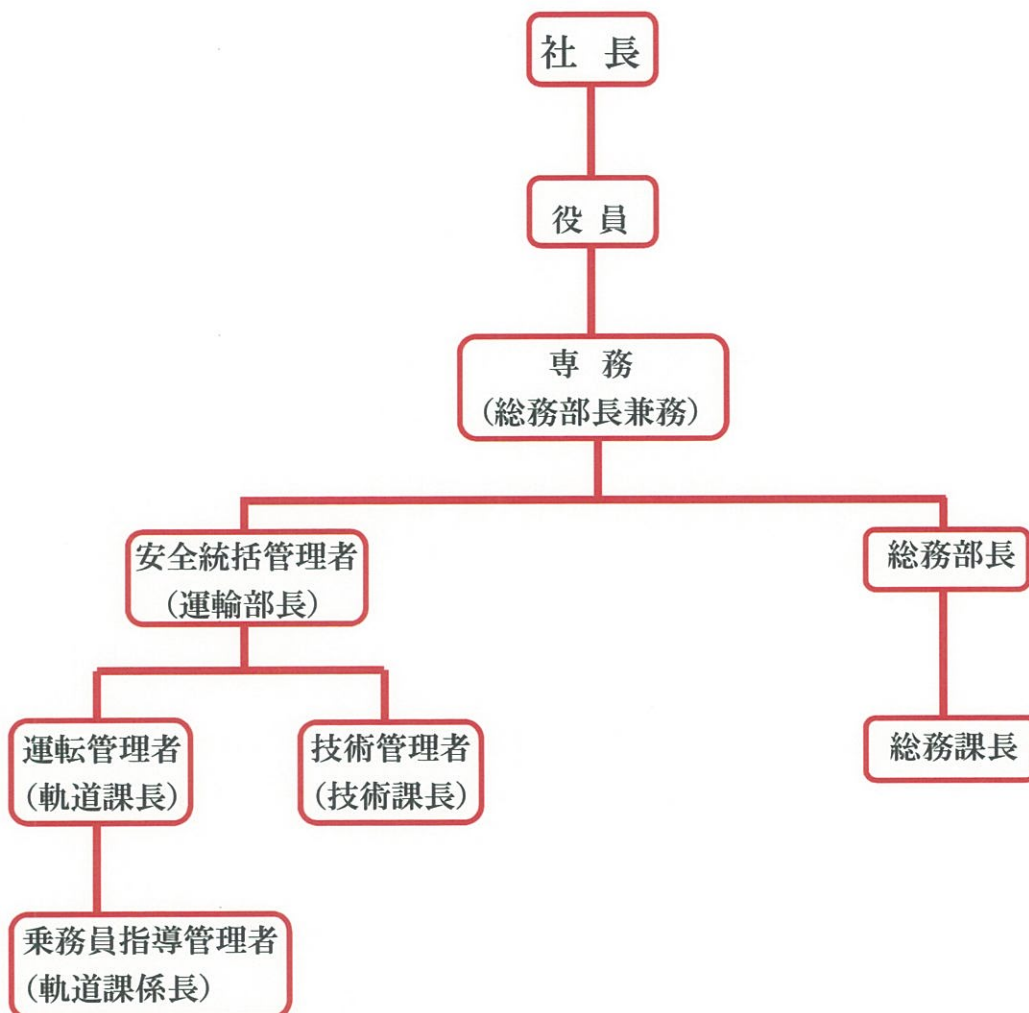 社 長
役 員
専 務
(総務部長兼務)
安全統括管理者
(運輸部長)
総務部長
運転管理者
(軌道課長)
技術管理者
(技術課長)
総務課長
乗務員指導管理者
(軌道課係長)